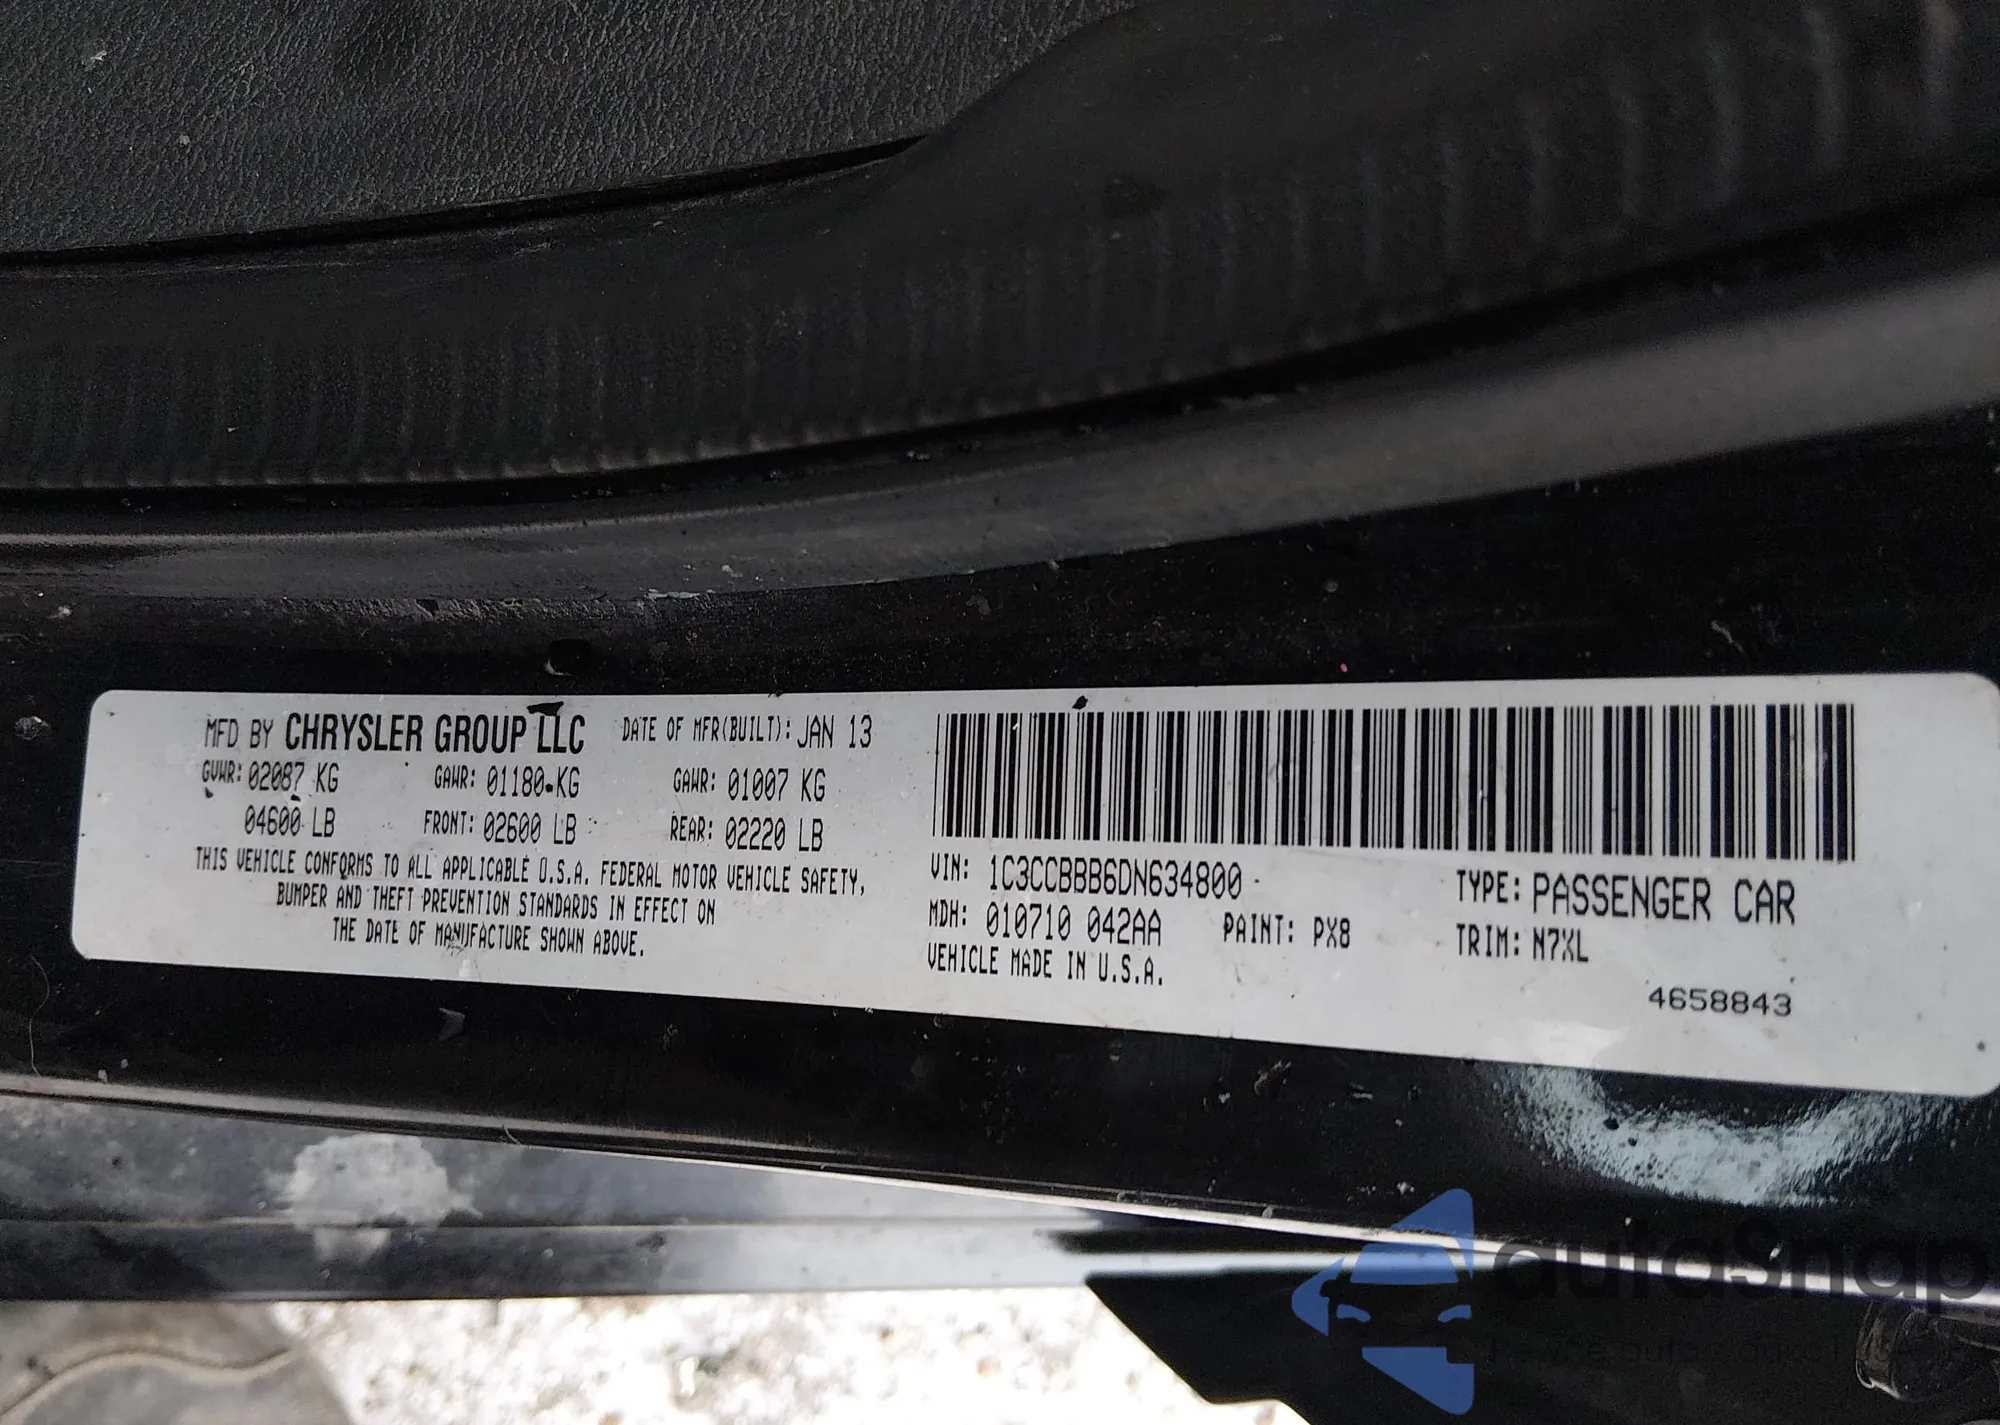 MFD BY CHRYSLER GROUP LLC DATE OF MFR(BUILT): JAN 13
GVWR: 02087 KG GAWR: 01180 KG GAWR: 01007 KG
04600 LB FRONT: 02600 LB REAR: 02220 LB
THIS VEHICLE CONFORMS TO ALL APPLICABLE U.S.A. FEDERAL MOTOR VEHICLE SAFETY,
BUMPER AND THEFT PREVENTION STANDARDS IN EFFECT ON
THE DATE OF MANUFACTURE SHOWN ABOVE.
VIN: 1C3CCBBB6DN634800 TYPE: PASSENGER CAR
MDH: 010710 042AA PAINT: PX8 TRIM: N7XL
VEHICLE MADE IN U.S.A.
4658843
autaSnap